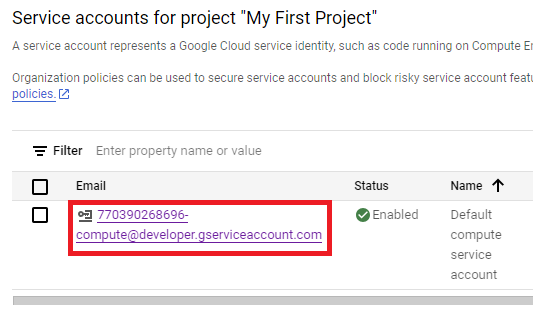 Service accounts for project "My First Project"
A service account represents a Google Cloud service identity, such as code running on Compute En
Organization policies can be used to secure service accounts and block risky service account featu
policies.
Filter Enter property name or value
Email Status Name
770390268696-
compute@developer.gserviceaccount.com
Enabled
Default
compute
service
account